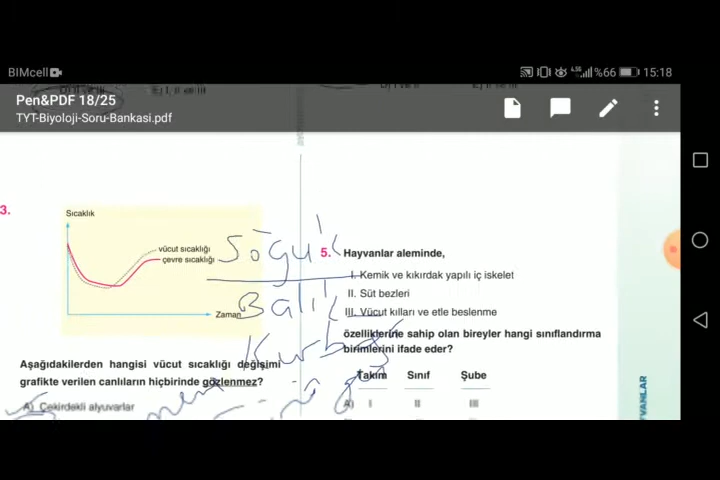 BIMcell %66 15:18
Pen&PDF 18/25
TYT-Biyoloji-Soru-Bankasi.pdf
3.
Sıcaklık
vücut sıcaklığı
çevre sıcaklığı
Zaman
Soğuk
Balık
Kurba
Aşağıdakilerden hangisi vücut sıcaklığı değişimi
grafikte verilen canlıların hiçbirinde gözlenmez?
A) Çekirdekli alyuvarlar
5. Hayvanlar aleminde,
I. Kemik ve kıkırdak yapılı iç iskelet
II. Süt bezleri
III. Vücut kılları ve etle beslenme
özelliklerine sahip olan bireyler hangi sınıflandırma
birimlerini ifade eder?
Takım Sınıf Şube
A) I II III